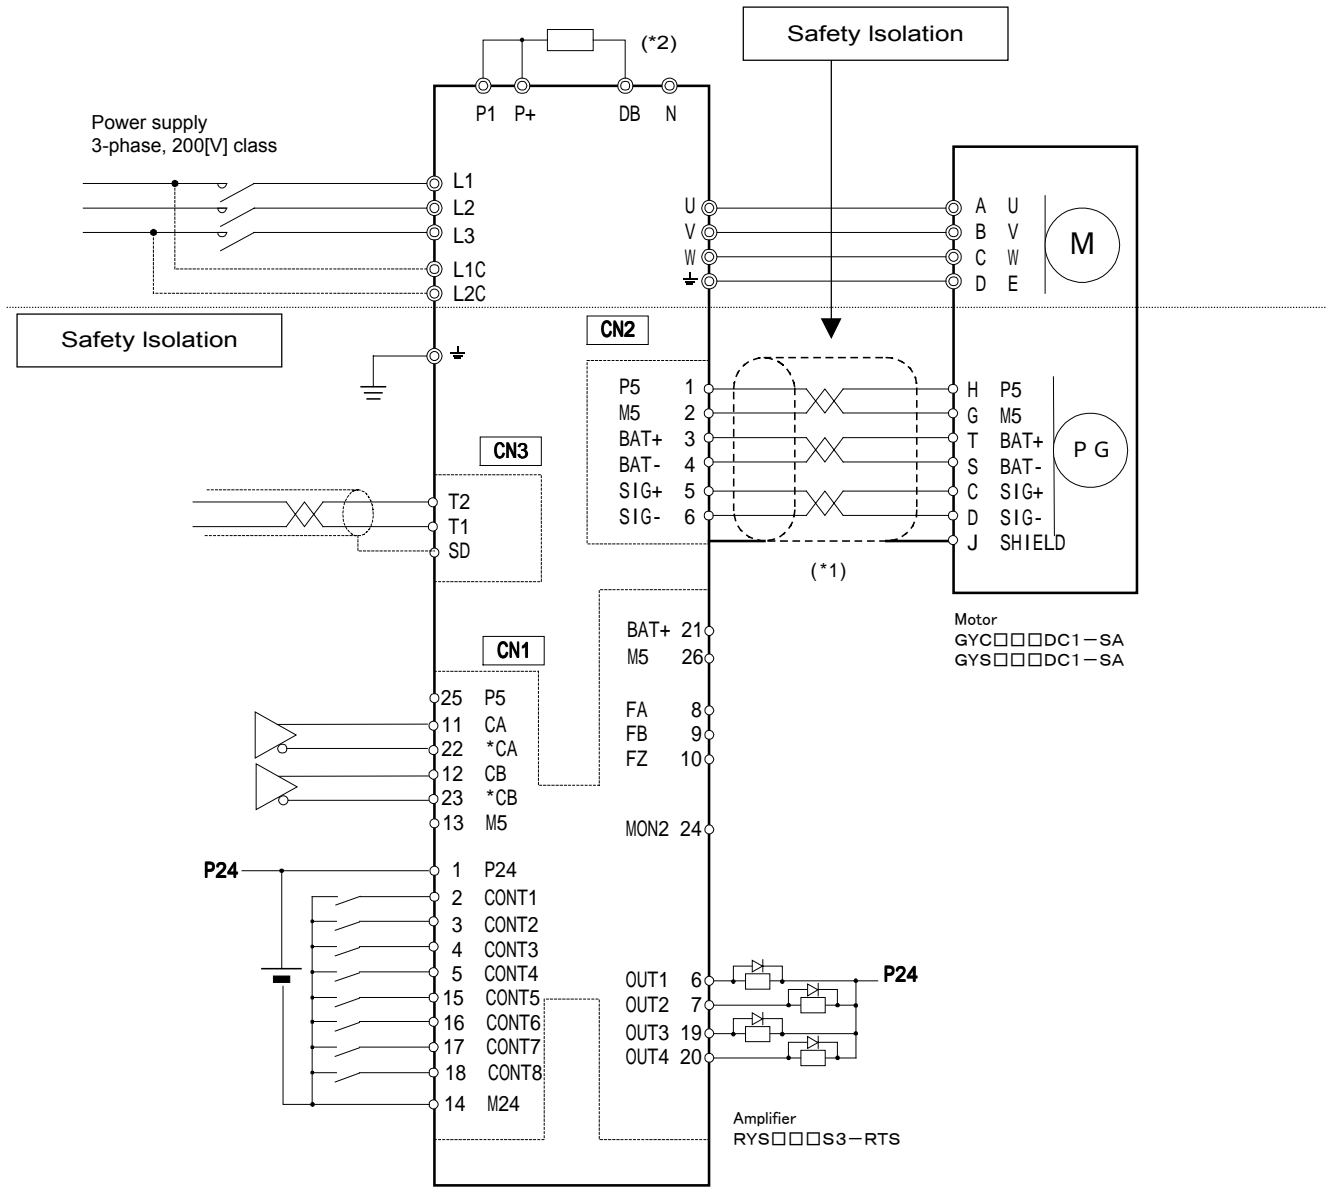 Safety Isolation
(*2)
P1 P+ DB N
Power supply
3-phase, 200[V] class
L1
L2
L3
L1C
L2C
U
V
W
A U
B V
C W
D E
M
Safety Isolation
CN2
P5 1
M5 2
BAT+ 3
BAT- 4
SIG+ 5
SIG- 6
H P5
G M5
T BAT+
S BAT-
C SIG+
D SIG-
J SHIELD
PG
(*1)
CN3
T2
T1
SD
Motor
GYC□□□DC1-SA
GYS□□□DC1-SA
CN1
BAT+ 21
M5 26
FA 8
FB 9
FZ 10
MON2 24
25 P5
11 CA
22 *CA
12 CB
23 *CB
13 M5
P24
1 P24
2 CONT1
3 CONT2
4 CONT3
5 CONT4
15 CONT5
16 CONT6
17 CONT7
18 CONT8
14 M24
OUT1 6
OUT2 7
OUT3 19
OUT4 20
P24
Amplifier
RYS□□□S3-RTS